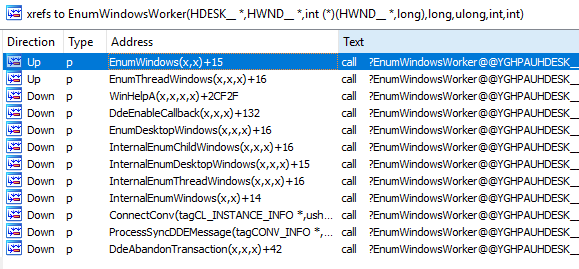 xrefs to EnumWindowsWorker(HDESK__ *,HWND__ *,int (*)(HWND__ *,long),long,ulong,int,int)
Direction Type Address Text
Up p EnumWindows(x,x)+15 call ?EnumWindowsWorker@@YGHPAUHDESK__
Up p EnumThreadWindows(x,x,x)+16 call ?EnumWindowsWorker@@YGHPAUHDESK__
Down p WinHelpA(x,x,x,x)+2CF2F call ?EnumWindowsWorker@@YGHPAUHDESK__
Down p DdeEnableCallback(x,x,x)+132 call ?EnumWindowsWorker@@YGHPAUHDESK__
Down p EnumDesktopWindows(x,x,x)+16 call ?EnumWindowsWorker@@YGHPAUHDESK__
Down p InternalEnumChildWindows(x,x,x)+16 call ?EnumWindowsWorker@@YGHPAUHDESK__
Down p InternalEnumDesktopWindows(x,x,x)+15 call ?EnumWindowsWorker@@YGHPAUHDESK__
Down p InternalEnumThreadWindows(x,x,x)+16 call ?EnumWindowsWorker@@YGHPAUHDESK__
Down p InternalEnumWindows(x,x)+14 call ?EnumWindowsWorker@@YGHPAUHDESK__
Down p ConnectConv(tagCL_INSTANCE_INFO *,ush... call ?EnumWindowsWorker@@YGHPAUHDESK__
Down p ProcessSyncDDEMessage(tagCONV_INFO *,... call ?EnumWindowsWorker@@YGHPAUHDESK__
Down p DdeAbandonTransaction(x,x,x)+42 call ?EnumWindowsWorker@@YGHPAUHDESK__